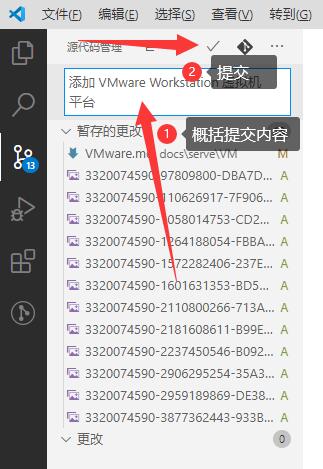 文件(F) 编辑(E) 选择(S) 查看(V) 转到(G)
源代码管理
② 提交
添加 VMware Workstation 虚拟机
平台
① 概括提交内容
暂存的更改
VMware.md docs\serve\VM M
3320074590-97809800-DBA7D... A
3320074590-110626917-7F906... A
3320074590-1058014753-CD2... A
3320074590-1264188054-FBBA... A
3320074590-1572282406-237E... A
3320074590-1601631353-BD5... A
3320074590-2110800266-713A... A
3320074590-2181608611-B99E... A
3320074590-2237450546-B092... A
3320074590-2906295254-35A3... A
3320074590-2959189869-DE38... A
3320074590-3877362443-933B... A
更改 0
13